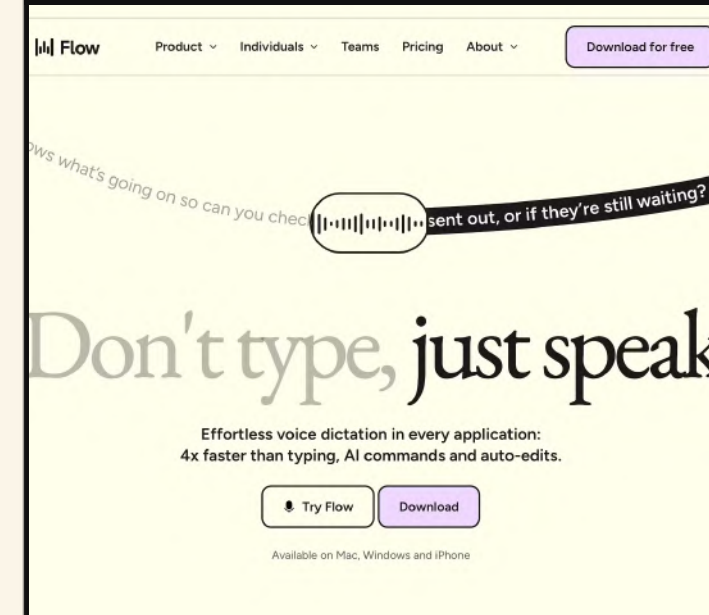 Flow
Product Individuals Teams Pricing About Download for free
what's going on so can you
sent out, or if they're still waiting?
Don't type, just speak
Effortless voice dictation in every application:
4x faster than typing, AI commands and auto-edits.
Try Flow Download
Available on Mac, Windows and iPhone